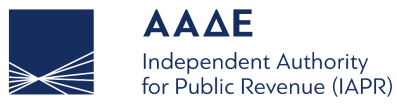 ΑΑΔΕ
Independent Authority
for Public Revenue (IAPR)